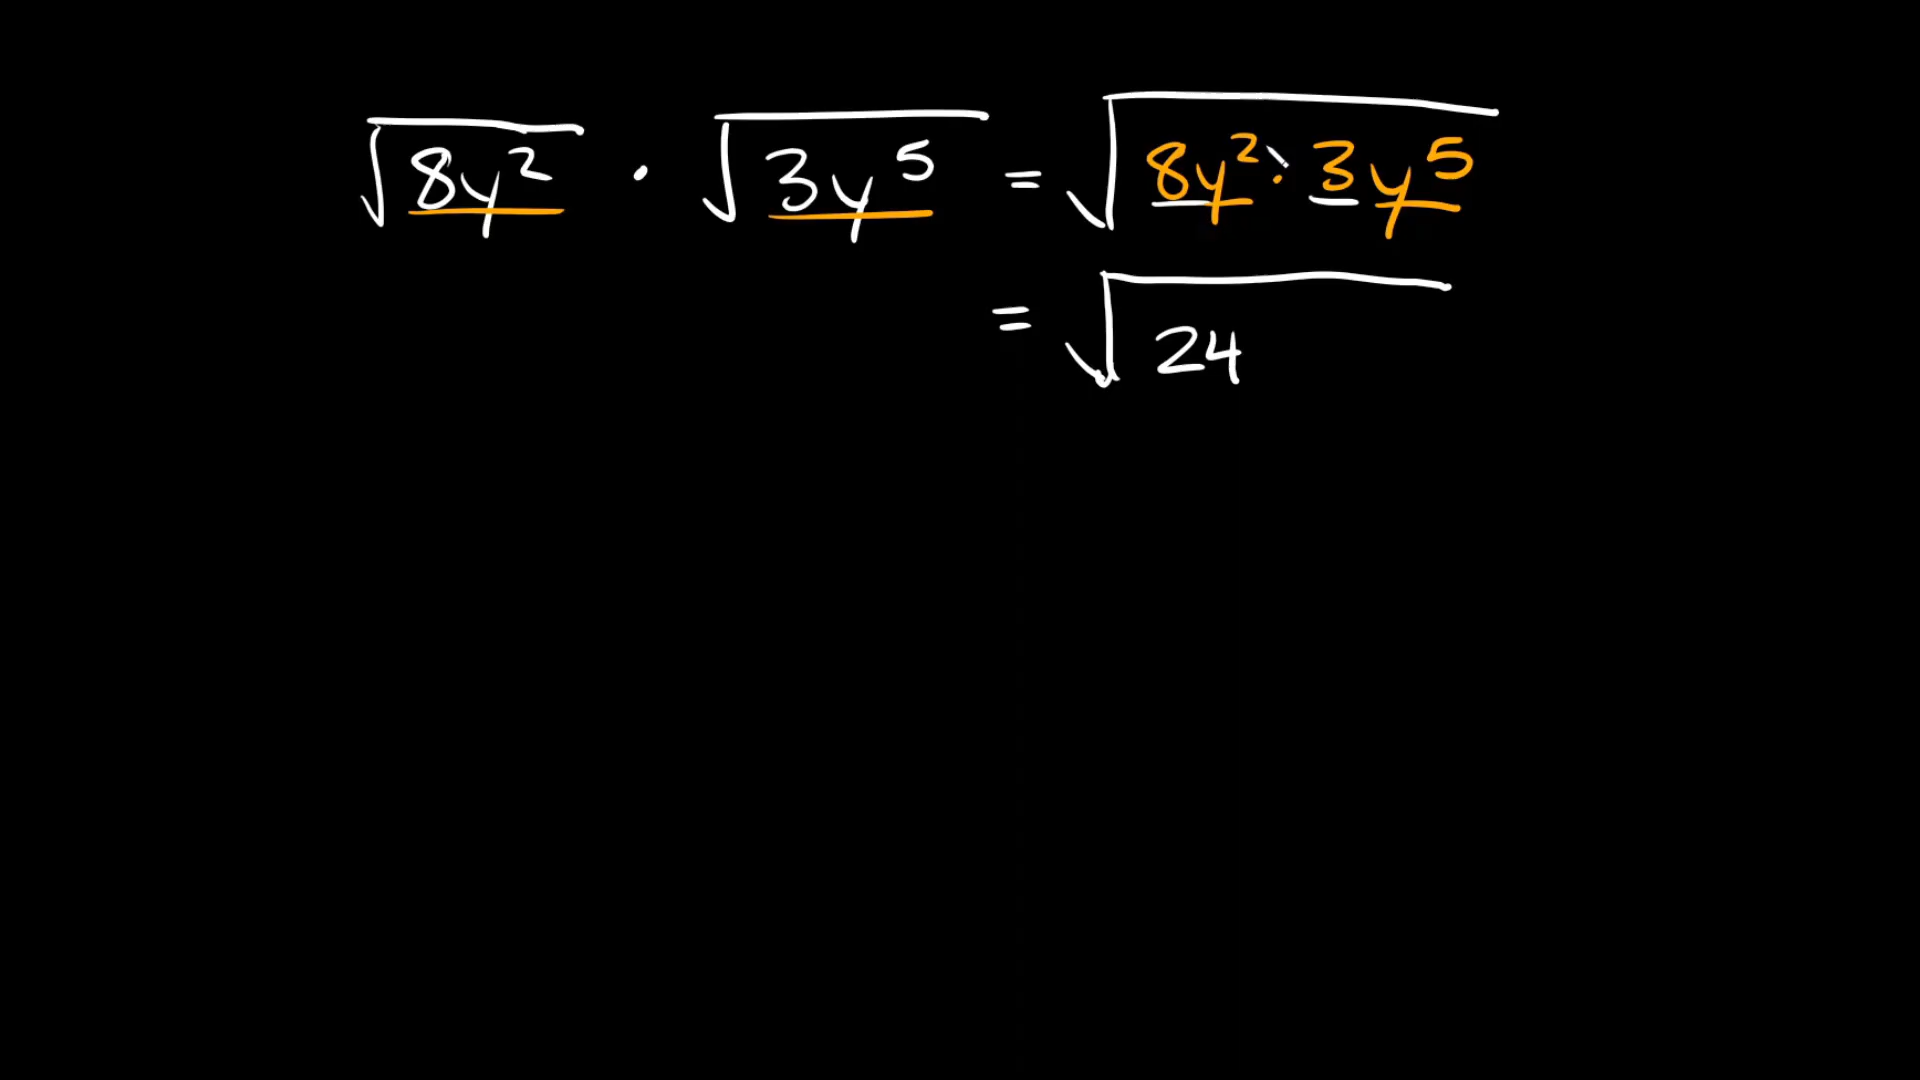 √8y² · √3y⁵ = √8y² · 3y⁵
= √24